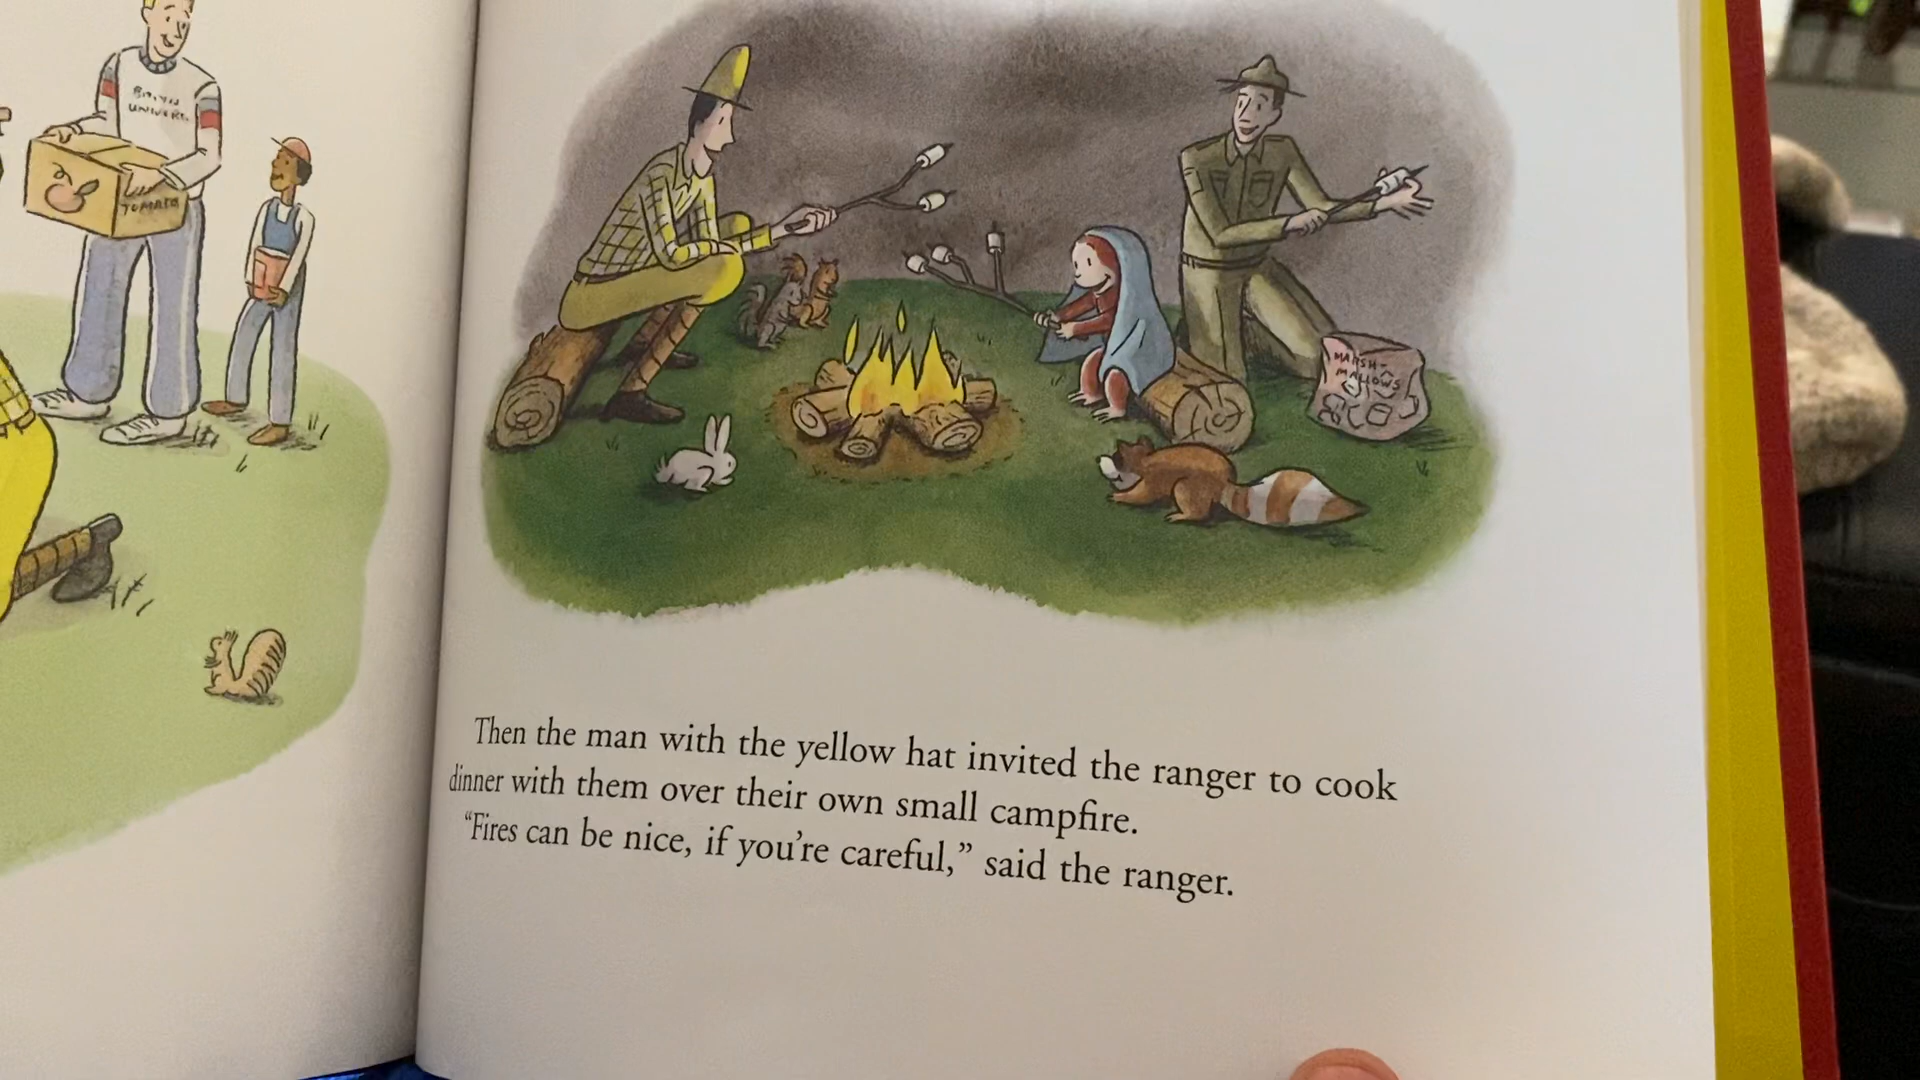 UNIVERS.
TOMATO
MARSH-
MALLOWS
Then the man with the yellow hat invited the ranger to cook
dinner with them over their own small campfire.
“Fires can be nice, if you’re careful,” said the ranger.